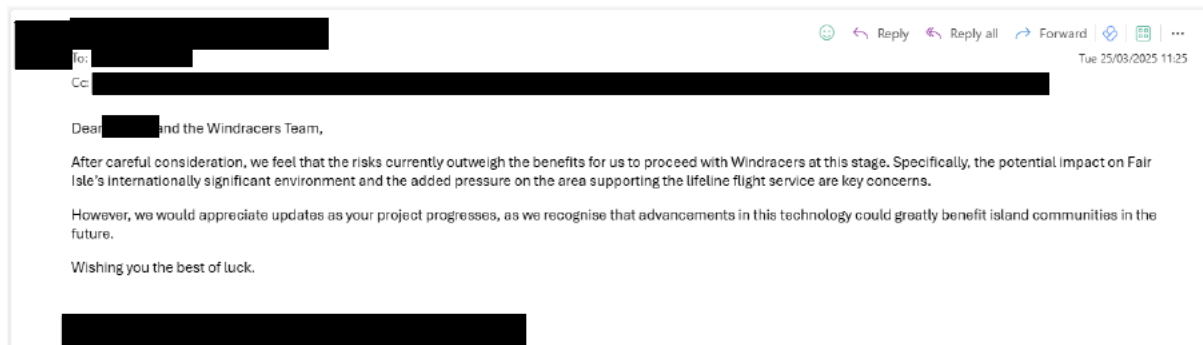 Reply Reply all Forward
To:
Tue 25/03/2025 11:25
Cc:
Dear and the Windracers Team,
After careful consideration, we feel that the risks currently outweigh the benefits for us to proceed with Windracers at this stage. Specifically, the potential impact on Fair
Isle's internationally significant environment and the added pressure on the area supporting the lifeline flight service are key concerns.
However, we would appreciate updates as your project progresses, as we recognise that advancements in this technology could greatly benefit island communities in the
future.
Wishing you the best of luck.